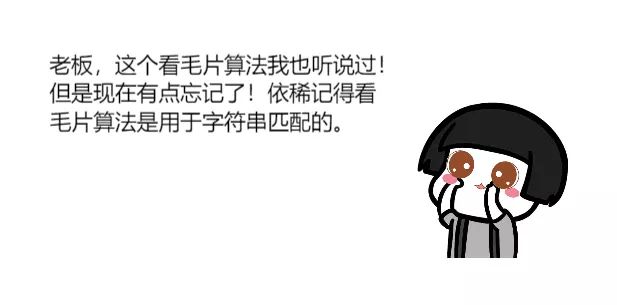 老板，这个看毛片算法我也听说过！
但是现在有点忘记了！依稀记得看
毛片算法是用于字符串匹配的。